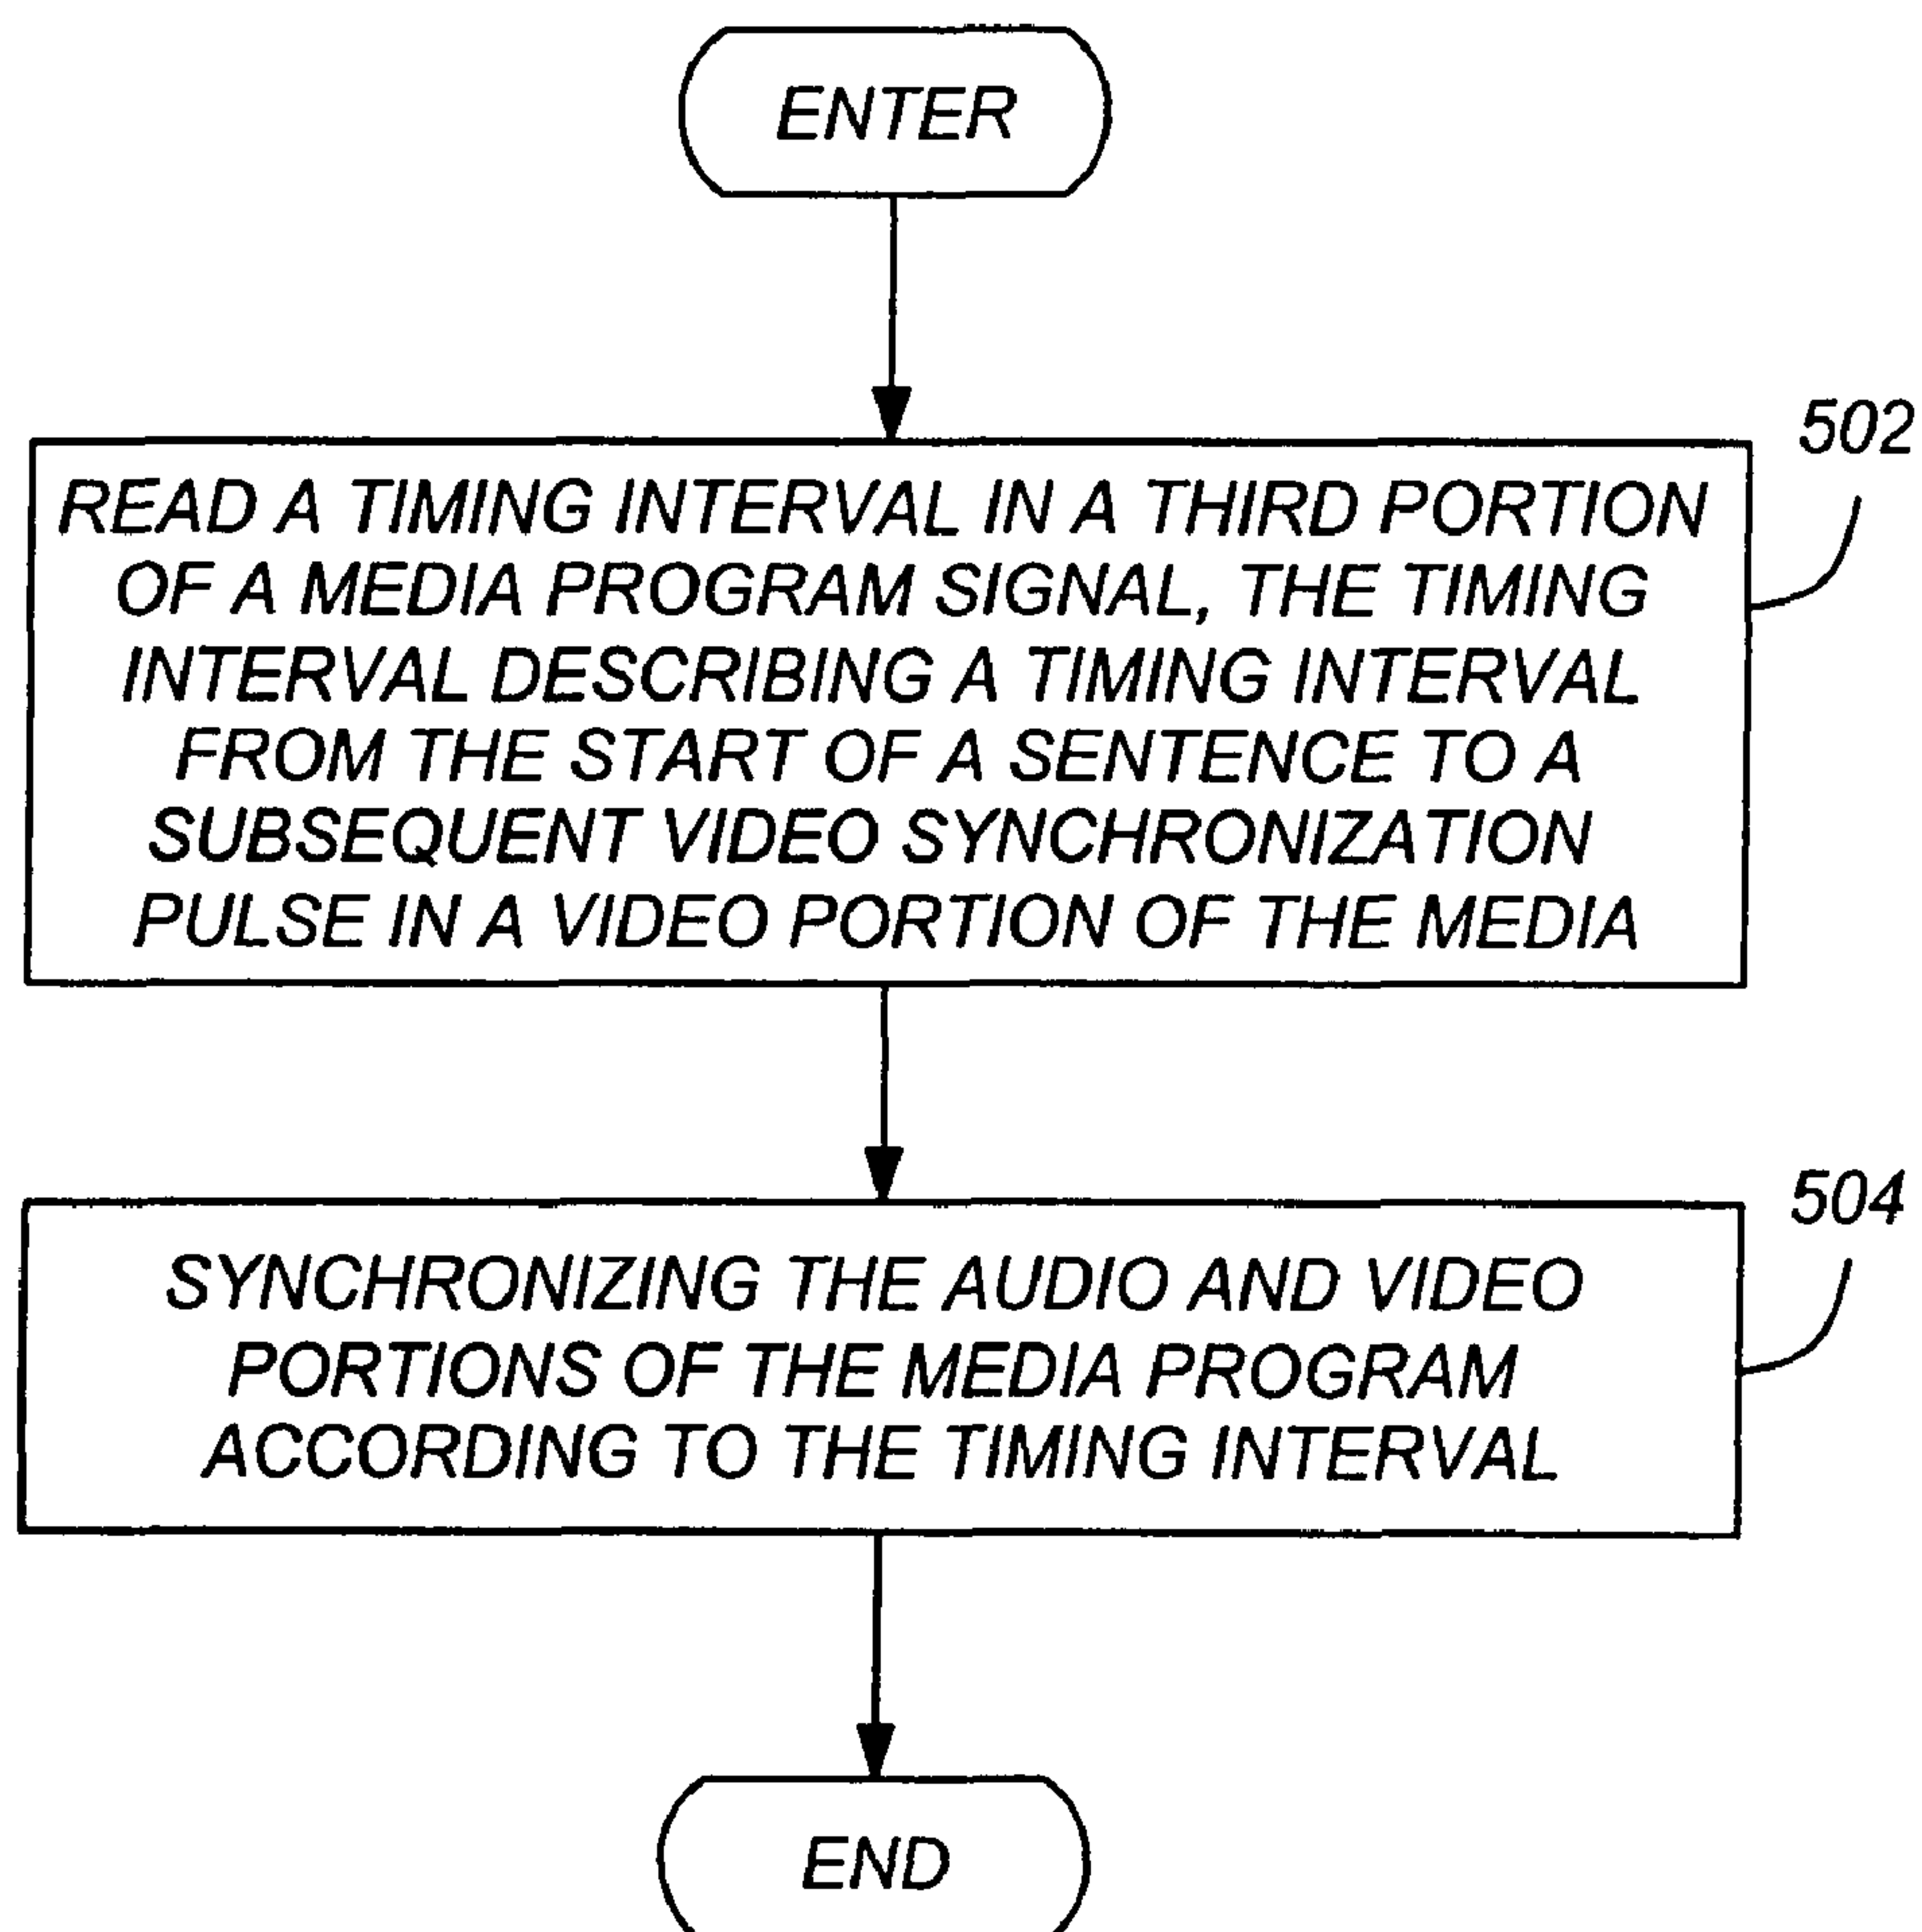 ENTER
502
READ A TIMING INTERVAL IN A THIRD PORTION
OF A MEDIA PROGRAM SIGNAL, THE TIMING
INTERVAL DESCRIBING A TIMING INTERVAL
FROM THE START OF A SENTENCE TO A
SUBSEQUENT VIDEO SYNCHRONIZATION
PULSE IN A VIDEO PORTION OF THE MEDIA
504
SYNCHRONIZING THE AUDIO AND VIDEO
PORTIONS OF THE MEDIA PROGRAM
ACCORDING TO THE TIMING INTERVAL
END